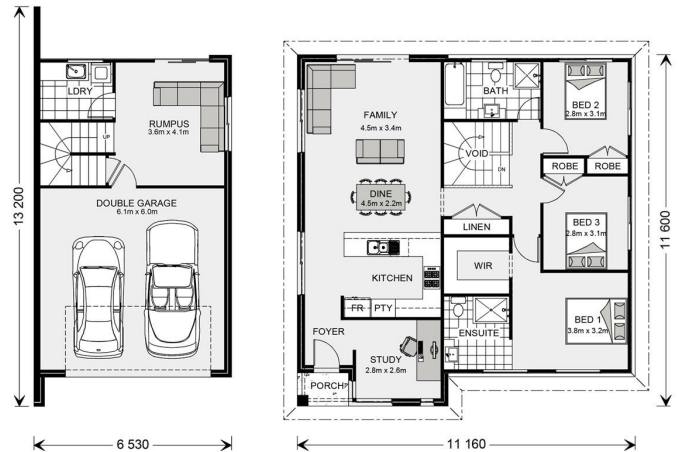 LDRY
RUMPUS
3.6m x 4.1m
UP
DOUBLE GARAGE
6.1m x 6.0m
13 200
6 530
FAMILY
4.5m x 3.4m
BATH
BED 2
2.8m x 3.1m
VOID
DN
ROBE
ROBE
DINE
4.5m x 2.2m
LINEN
BED 3
2.8m x 3.1m
KITCHEN
WIR
FR
PTY
FOYER
ENSUITE
BED 1
3.8m x 3.2m
STUDY
2.8m x 2.6m
PORCH
11 600
11 160